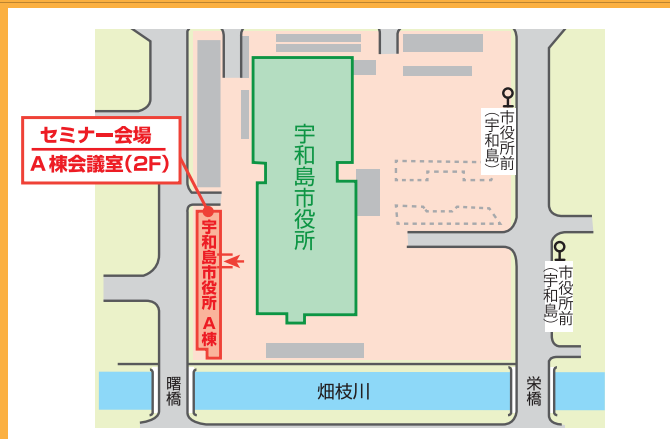 市役所前
（宇和島）
セミナー会場
A棟会議室（2F）
宇和島市役所
宇和島市役所 A棟
市役所前
（宇和島）
曙橋
畑枝川
栄橋